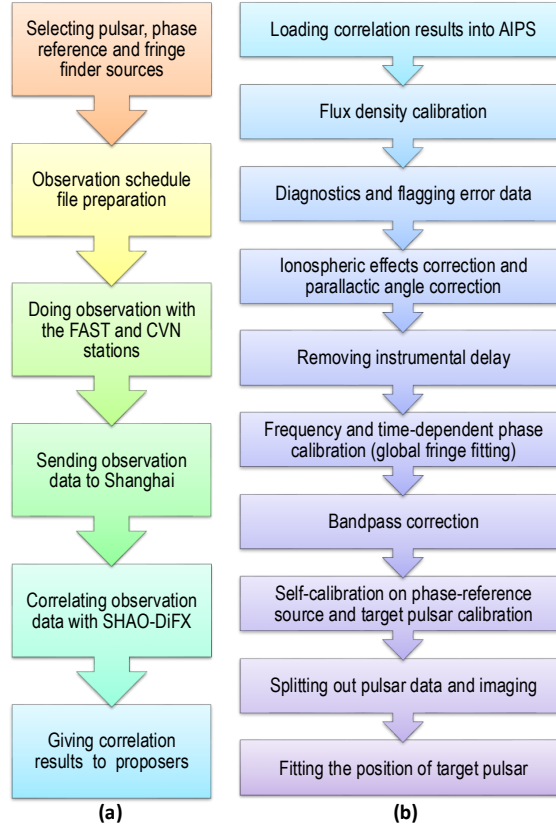 Selecting pulsar, phase
reference and fringe
finder sources
Observation schedule
file preparation
Doing observation with
the FAST and CVN
stations
Sending observation
data to Shanghai
Correlating observation
data with SHAO-DiFX
Giving correlation
results to proposers
(a)
Loading correlation results into AIPS
Flux density calibration
Diagnostics and flagging error data
Ionospheric effects correction and
parallactic angle correction
Removing instrumental delay
Frequency and time-dependent phase
calibration (global fringe fitting)
Bandpass correction
Self-calibration on phase-reference
source and target pulsar calibration
Splitting out pulsar data and imaging
Fitting the position of target pulsar
(b)